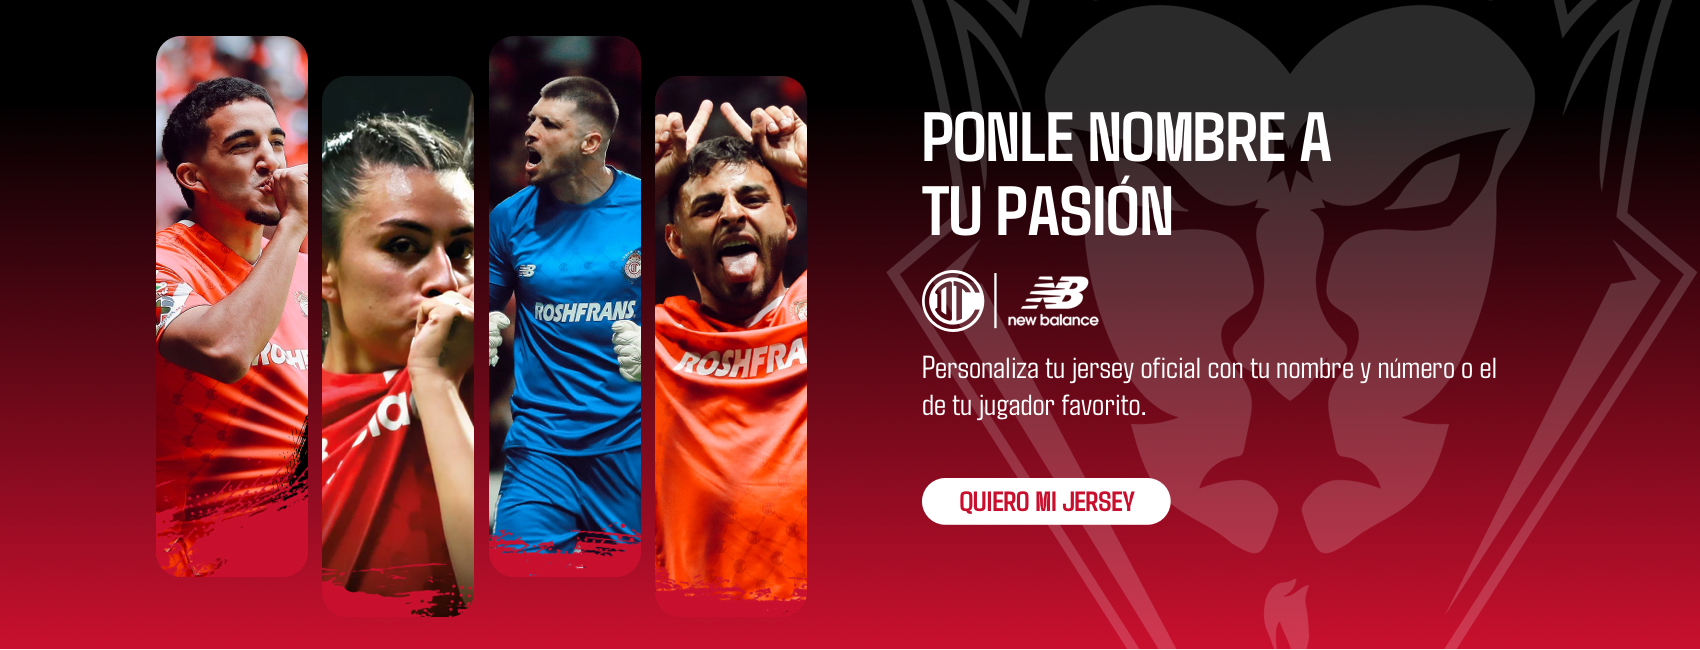 PONLE NOMBRE A
TU PASIÓN
new balance
Personaliza tu jersey oficial con tu nombre y número o el
de tu jugador favorito.
QUIERO MI JERSEY
ROSHFRANS
ROSHFRA